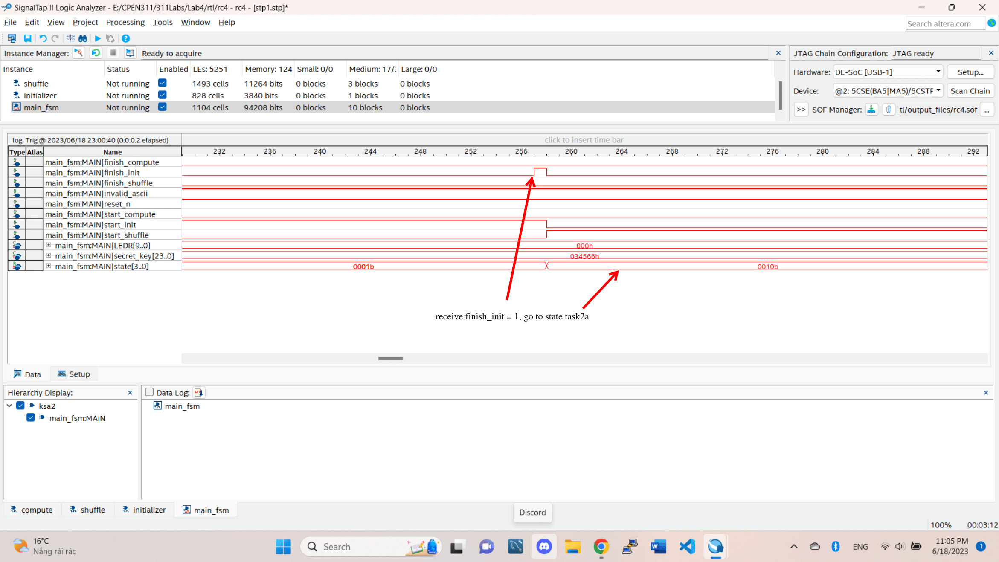 SignalTap II Logic Analyzer - E:/CPEN311/311Labs/Lab4/rtl/rc4 - rc4 - [stp1.stp]*
File Edit View Project Processing Tools Window Help
Search altera.com
Instance Manager: Ready to acquire
Instance Status Enabled LEs: 5251 Memory: 124 Small: 0/0 Medium: 17/ Large: 0/0
shuffle Not running 1493 cells 11264 bits 0 blocks 3 blocks 0 blocks
initializer Not running 828 cells 3840 bits 0 blocks 1 blocks 0 blocks
main_fsm Not running 1104 cells 94208 bits 0 blocks 10 blocks 0 blocks
JTAG Chain Configuration: JTAG ready
Hardware: DE-SoC [USB-1] Setup...
Device: @2: 5CSE(BA5|MA5)/5CSTF Scan Chain
>> SOF Manager: tl/output_files/rc4.sof ...
log: Trig @ 2023/06/18 23:00:40 (0:0:0.2 elapsed) click to insert time bar
Type Alias Name 232 236 240 244 248 252 256 260 264 268 272 276 280 284 288 292
main_fsm:MAIN|finish_compute
main_fsm:MAIN|finish_init
main_fsm:MAIN|finish_shuffle
main_fsm:MAIN|invalid_ascii
main_fsm:MAIN|reset_n
main_fsm:MAIN|start_compute
main_fsm:MAIN|start_init
main_fsm:MAIN|start_shuffle
main_fsm:MAIN|LEDR[9..0] 000h
main_fsm:MAIN|secret_key[23..0] 034566h
main_fsm:MAIN|state[3..0] 0001b 0010b
receive finish_init = 1, go to state task2a
Data Setup
Hierarchy Display:
ksa2
main_fsm:MAIN
Data Log:
main_fsm
compute shuffle initializer main_fsm
Discord
100% 00:03:12
16°C
Nắng rải rác
Search
ENG
11:05 PM
6/18/2023
1